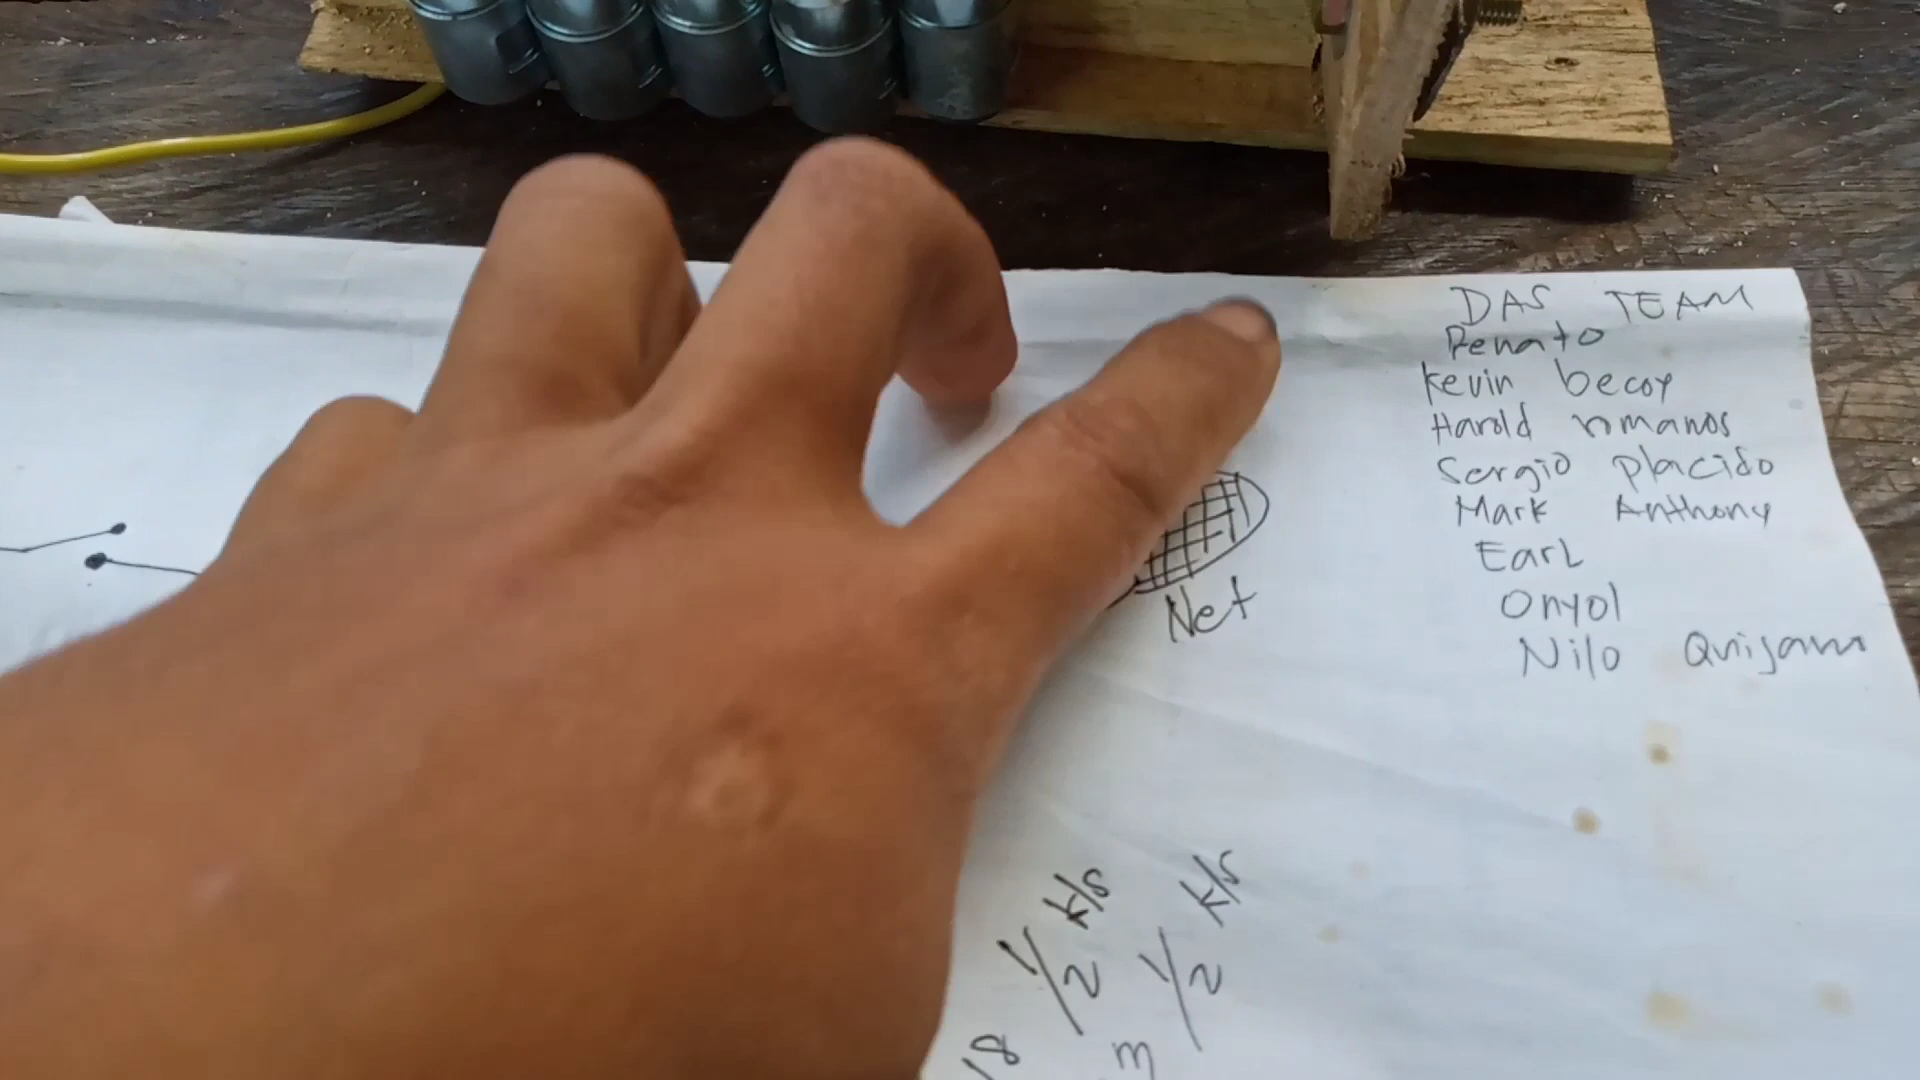 DAS TEAM
Renato
Kevin becoy
Harold romanos
Sergio placido
Mark Anthony
Earl
Onyol
Nilo Quijano
Net
1/2 k/s
1/2 k/s
18
m